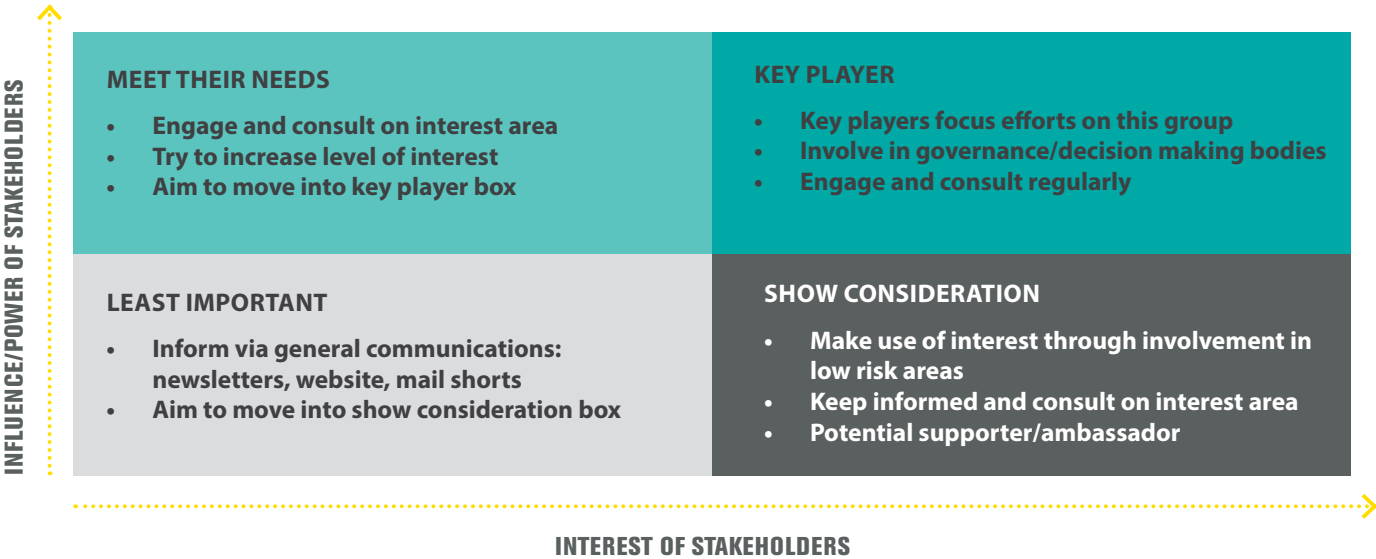 INFLUENCE/POWER OF STAKEHOLDERS
MEET THEIR NEEDS
• Engage and consult on interest area
• Try to increase level of interest
• Aim to move into key player box
KEY PLAYER
• Key players focus efforts on this group
• Involve in governance/decision making bodies
• Engage and consult regularly
LEAST IMPORTANT
• Inform via general communications:
newsletters, website, mail shorts
• Aim to move into show consideration box
SHOW CONSIDERATION
• Make use of interest through involvement in
low risk areas
• Keep informed and consult on interest area
• Potential supporter/ambassador
INTEREST OF STAKEHOLDERS